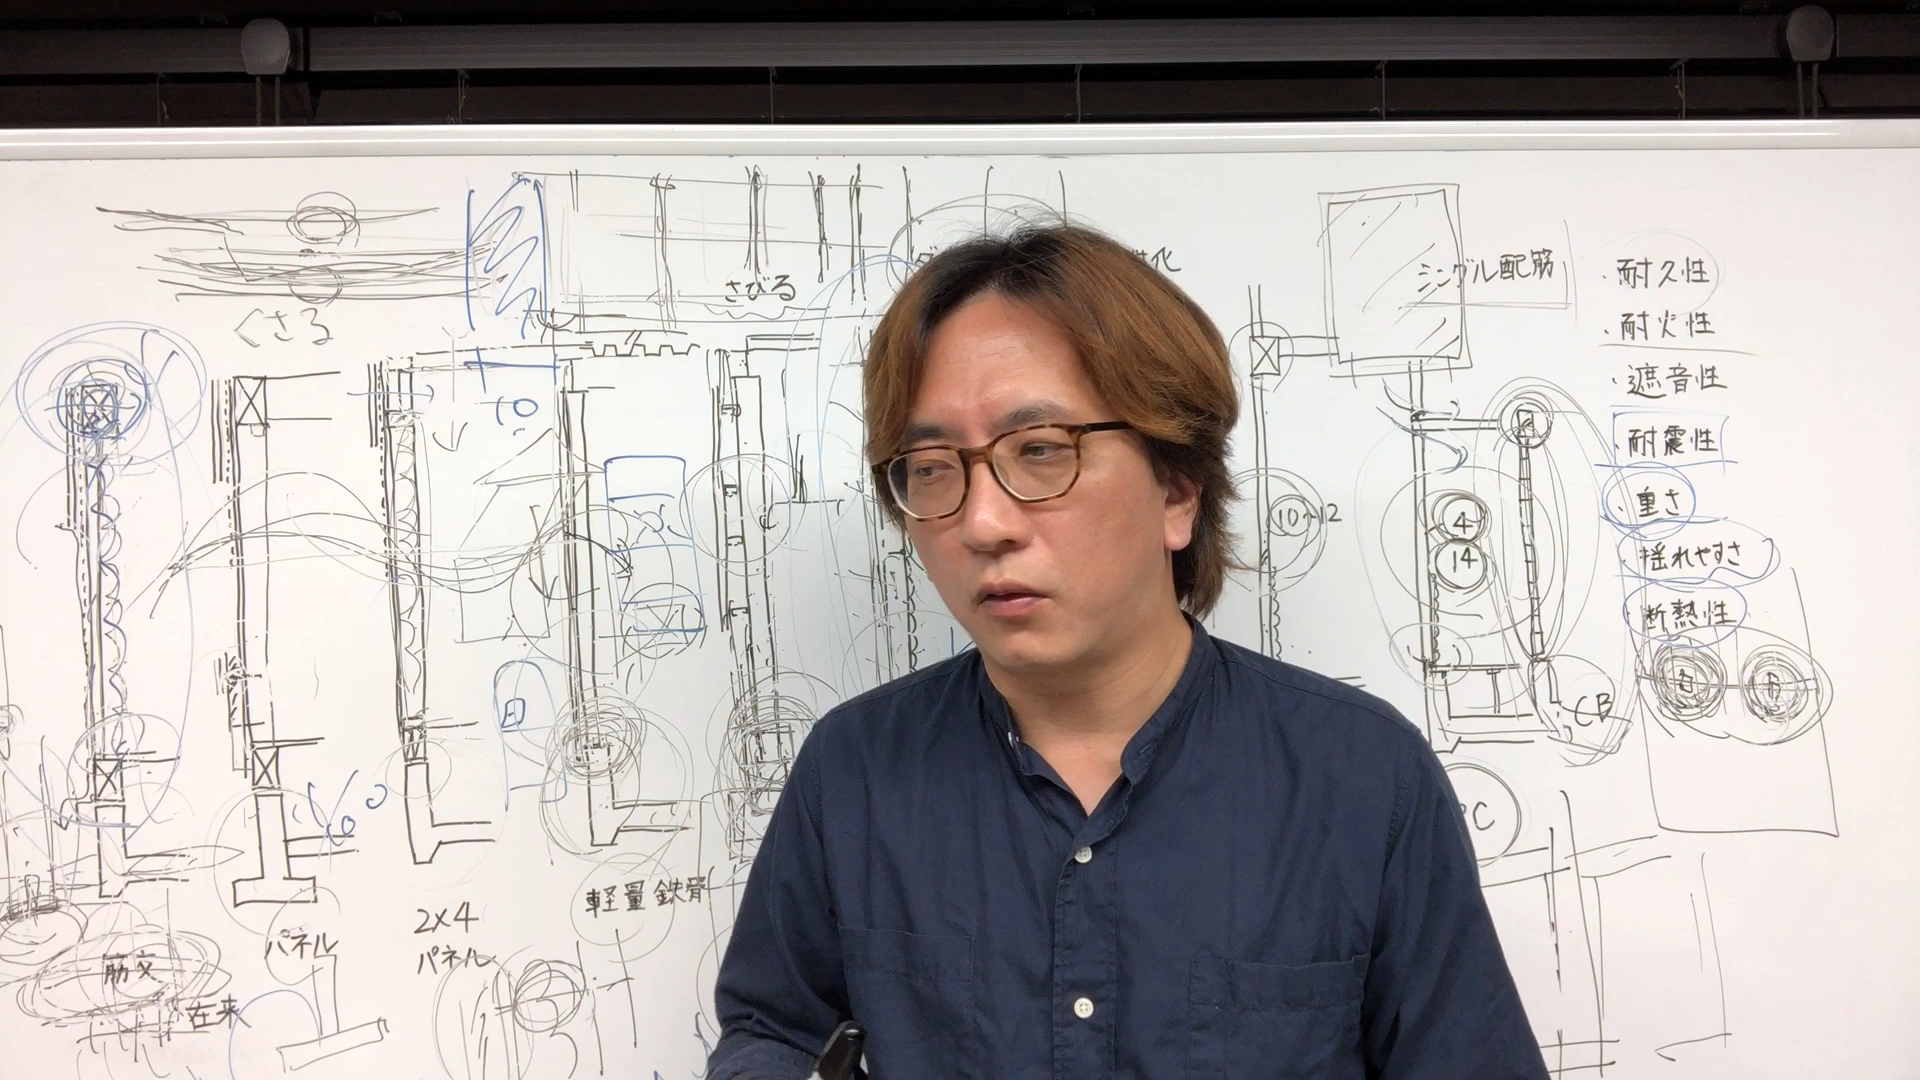 くさる
さびる
シングル配筋
・耐久性
・耐火性
・遮音性
・耐震性
・重さ
・揺れやすさ
・断熱性
10
10~12
4
14
CB
軽量鉄骨
2×4
パネル
パネル
筋交
在来